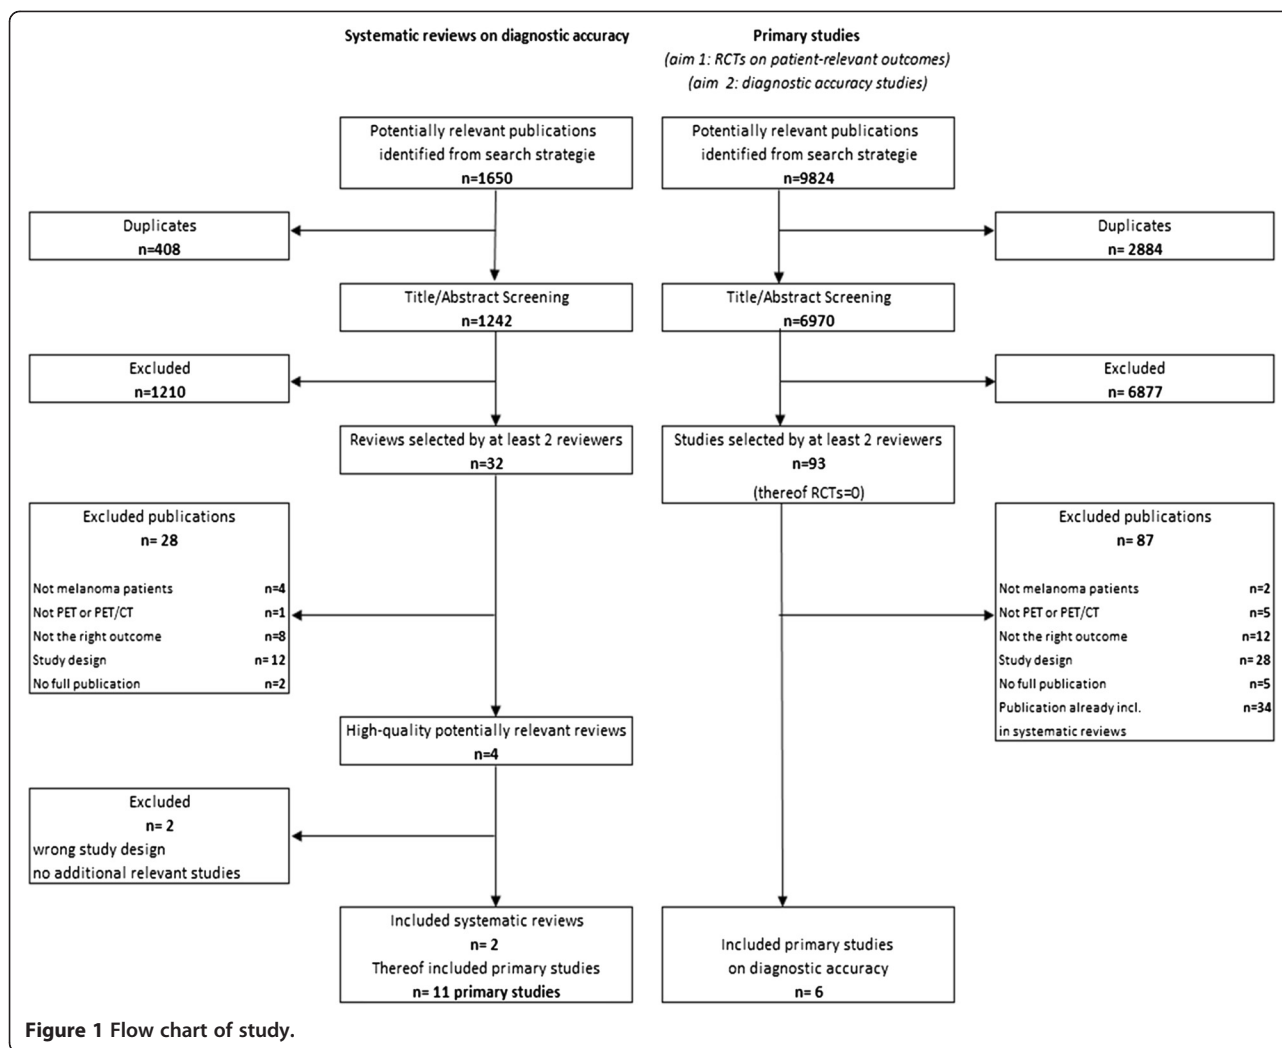 Systematic reviews on diagnostic accuracy
Primary studies
(aim 1: RCTs on patient-relevant outcomes)
(aim 2: diagnostic accuracy studies)
Potentially relevant publications
identified from search strategie
n=1650
Potentially relevant publications
identified from search strategie
n=9824
Duplicates
n=408
Duplicates
n= 2884
Title/Abstract Screening
n=1242
Title/Abstract Screening
n=6970
Excluded
n=1210
Excluded
n= 6877
Reviews selected by at least 2 reviewers
n=32
Studies selected by at least 2 reviewers
n=93
(thereof RCTs=0)
Excluded publications
n= 28
Not melanoma patients n=4
Not PET or PET/CT n=1
Not the right outcome n=8
Study design n= 12
No full publication n=2
Excluded publications
n= 87
Not melanoma patients n=2
Not PET or PET/CT n=5
Not the right outcome n=12
Study design n= 28
No full publication n=5
Publication already incl. n=34
in systematic reviews
High-quality potentially relevant reviews
n=4
Excluded
n= 2
wrong study design
no additional relevant studies
Included systematic reviews
n= 2
Thereof included primary studies
n= 11 primary studies
Included primary studies
on diagnostic accuracy
n= 6
Figure 1 Flow chart of study.